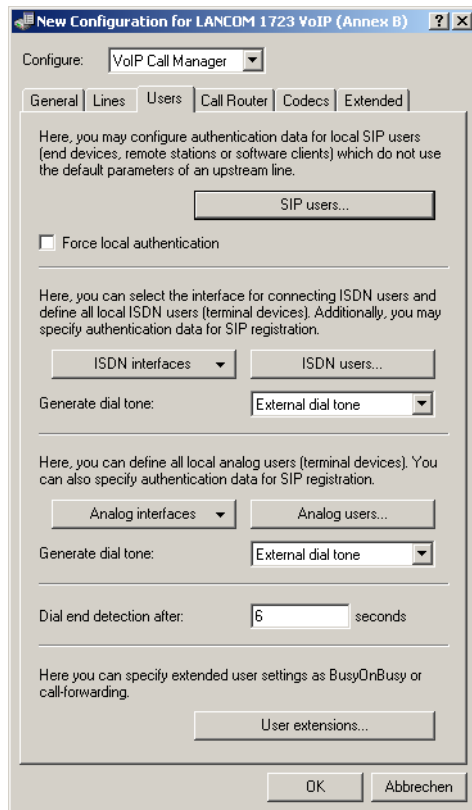 New Configuration for LANCOM 1723 VoIP (Annex B)
Configure: VoIP Call Manager
General Lines Users Call Router Codecs Extended
Here, you may configure authentication data for local SIP users
(end devices, remote stations or software clients) which do not use
the default parameters of an upstream line.
SIP users...
Force local authentication
Here, you can select the interface for connecting ISDN users and
define all local ISDN users (terminal devices). Additionally, you may
specify authentication data for SIP registration.
ISDN interfaces ISDN users...
Generate dial tone: External dial tone
Here, you can define all local analog users (terminal devices). You
can also specify authentication data for SIP registration.
Analog interfaces Analog users...
Generate dial tone: External dial tone
Dial end detection after: 6 seconds
Here you can specify extended user settings as BusyOnBusy or
call-forwarding.
User extensions...
OK Abbrechen